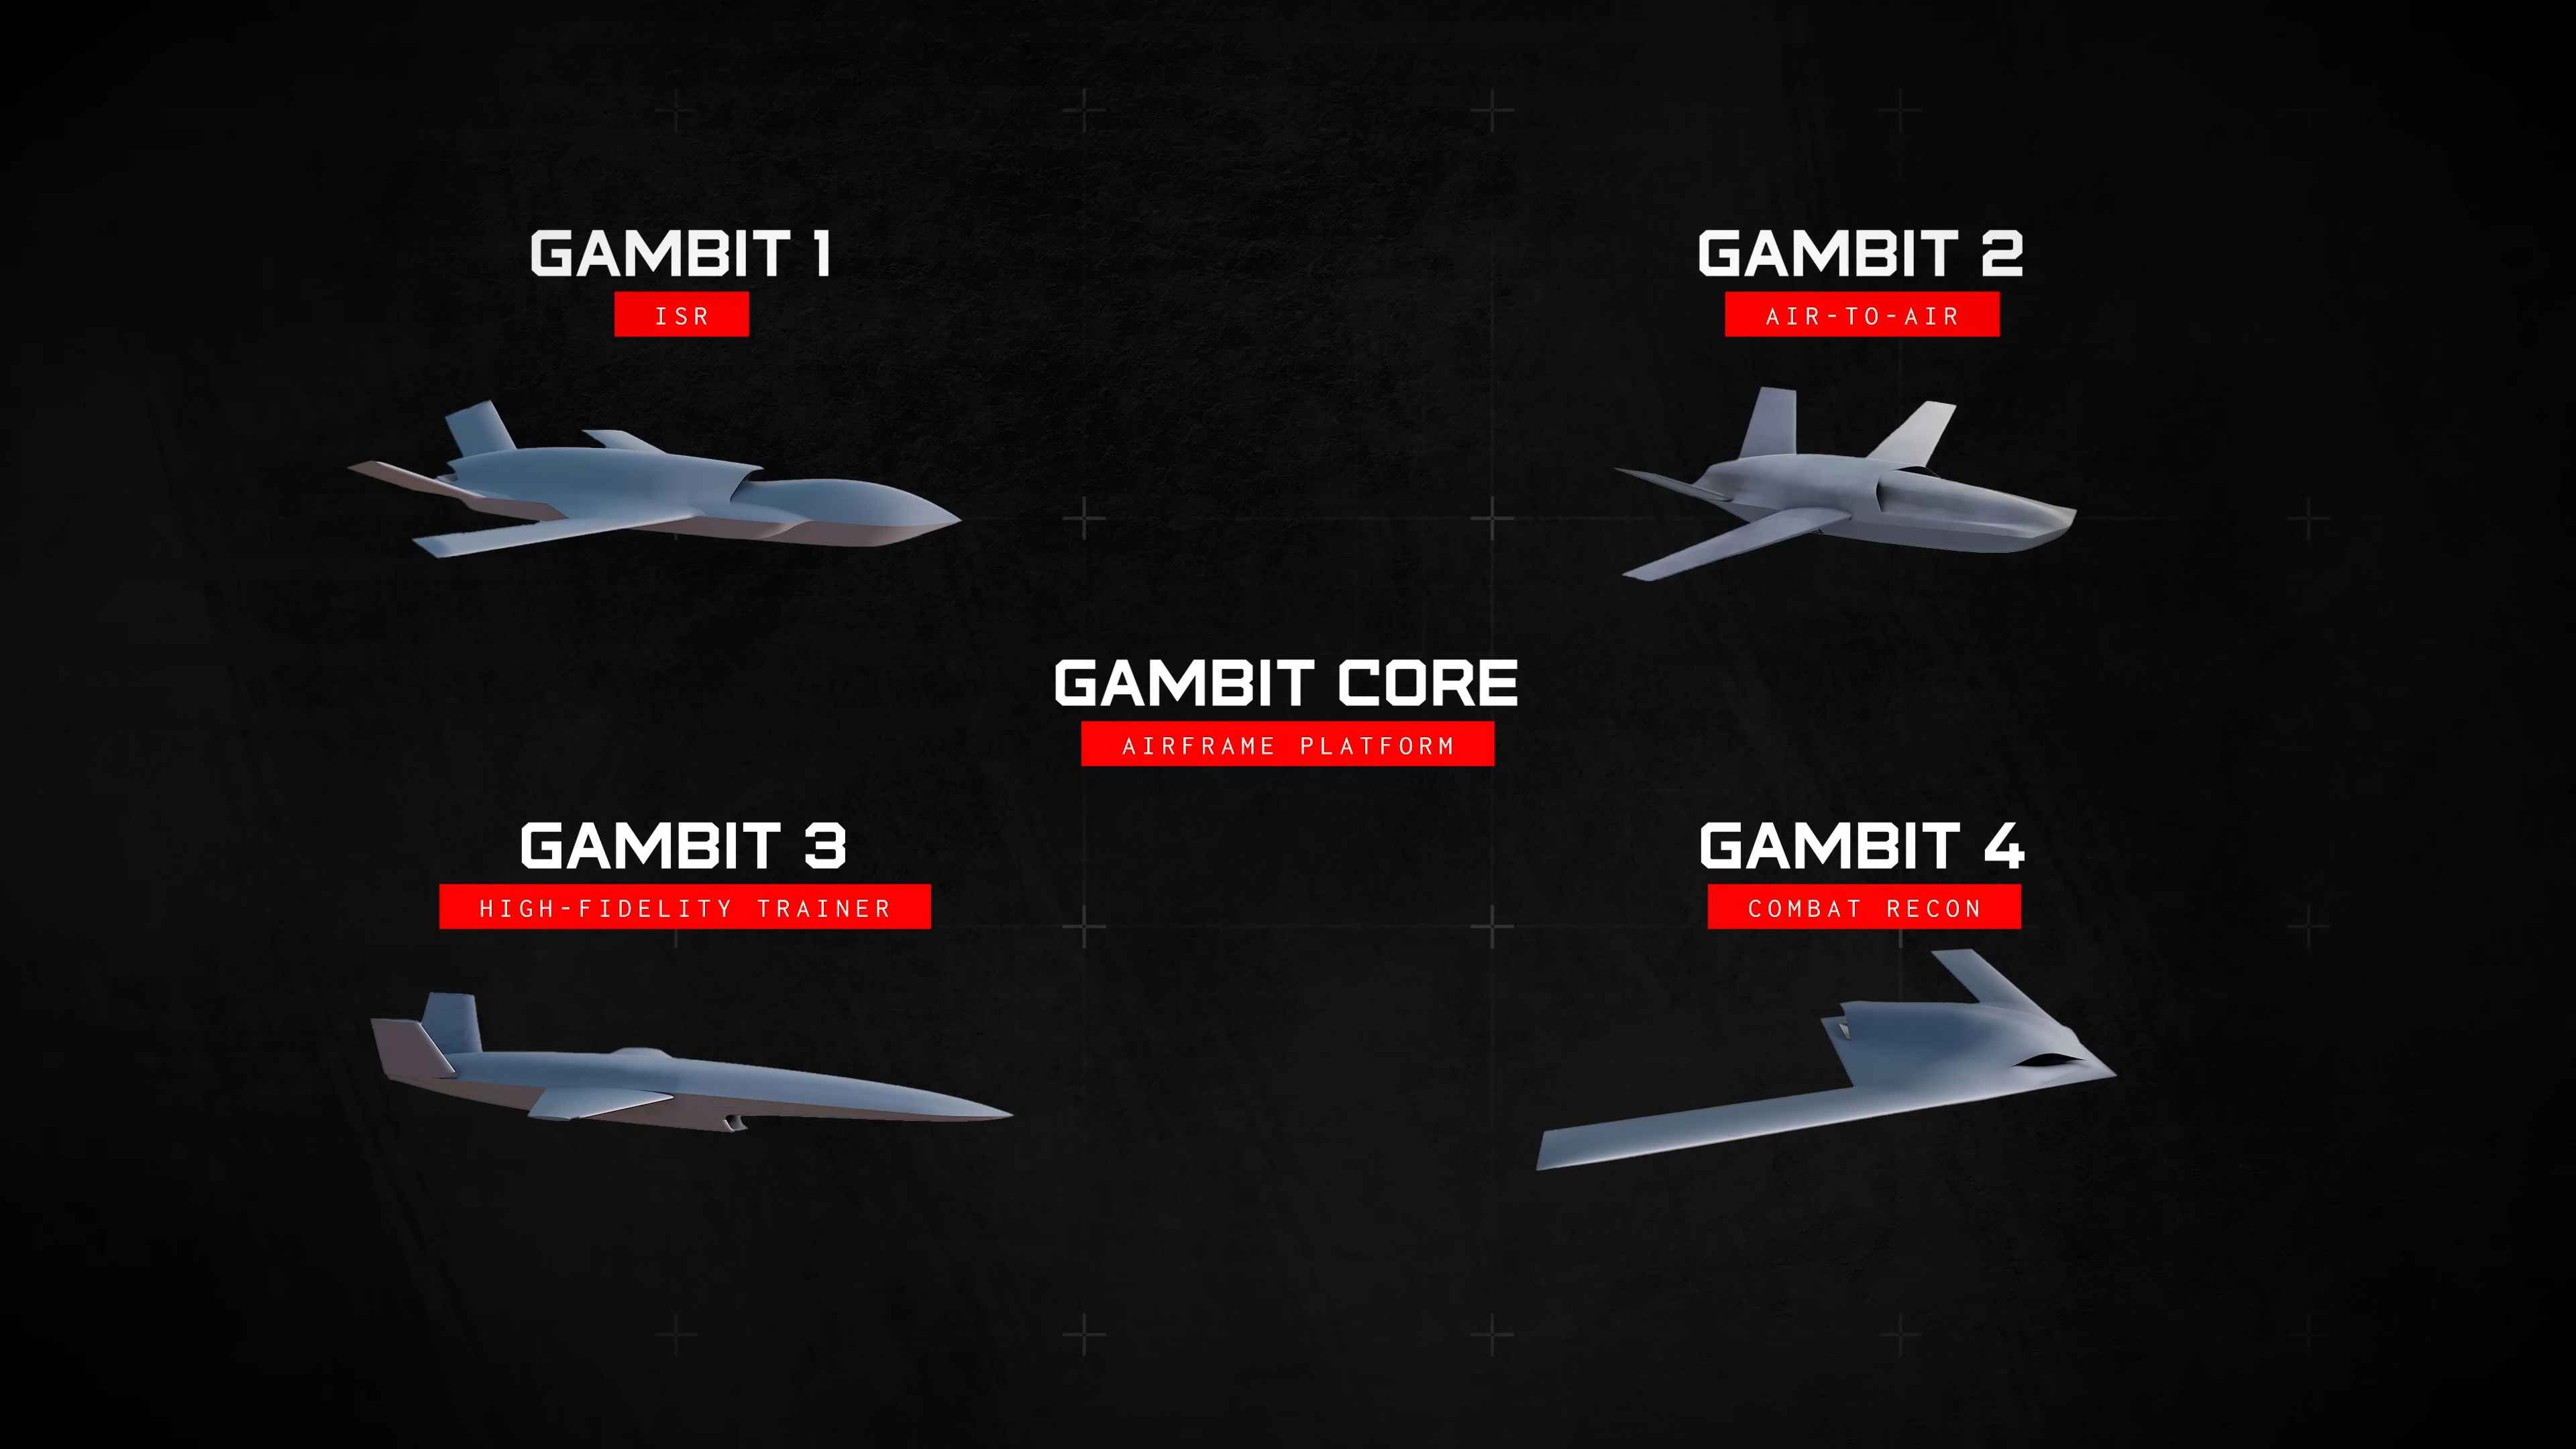 GAMBIT 1
ISR
GAMBIT 2
AIR-TO-AIR
GAMBIT CORE
AIRFRAME PLATFORM
GAMBIT 3
HIGH-FIDELITY TRAINER
GAMBIT 4
COMBAT RECON